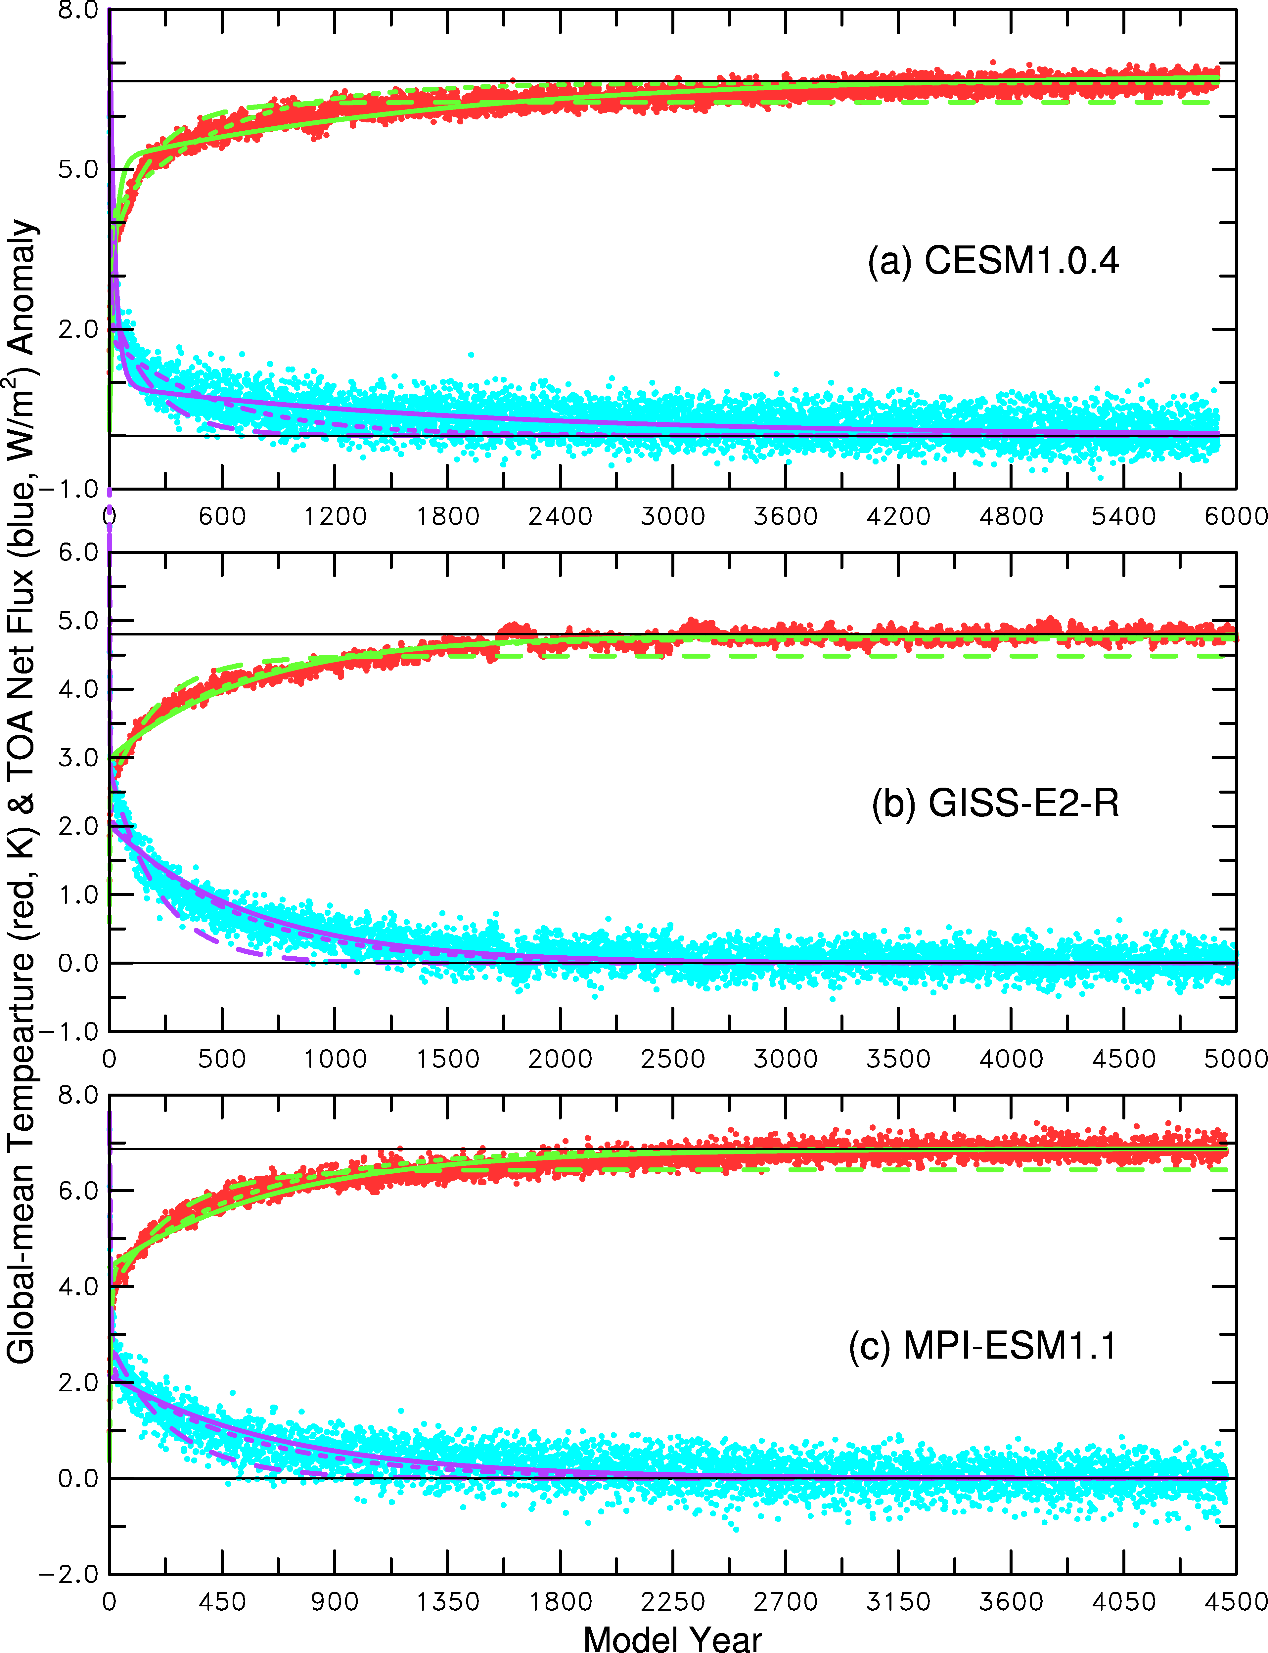 Global-mean Tempearture (red, K) & TOA Net Flux (blue, W/m²) Anomaly
8.0
5.0
2.0
−1.0
(a) CESM1.0.4
0 600 1200 1800 2400 3000 3600 4200 4800 5400 6000
6.0
5.0
4.0
3.0
2.0
1.0
0.0
−1.0
(b) GISS-E2-R
0 500 1000 1500 2000 2500 3000 3500 4000 4500 5000
8.0
6.0
4.0
2.0
0.0
−2.0
(c) MPI-ESM1.1
0 450 900 1350 1800 2250 2700 3150 3600 4050 4500
Model Year